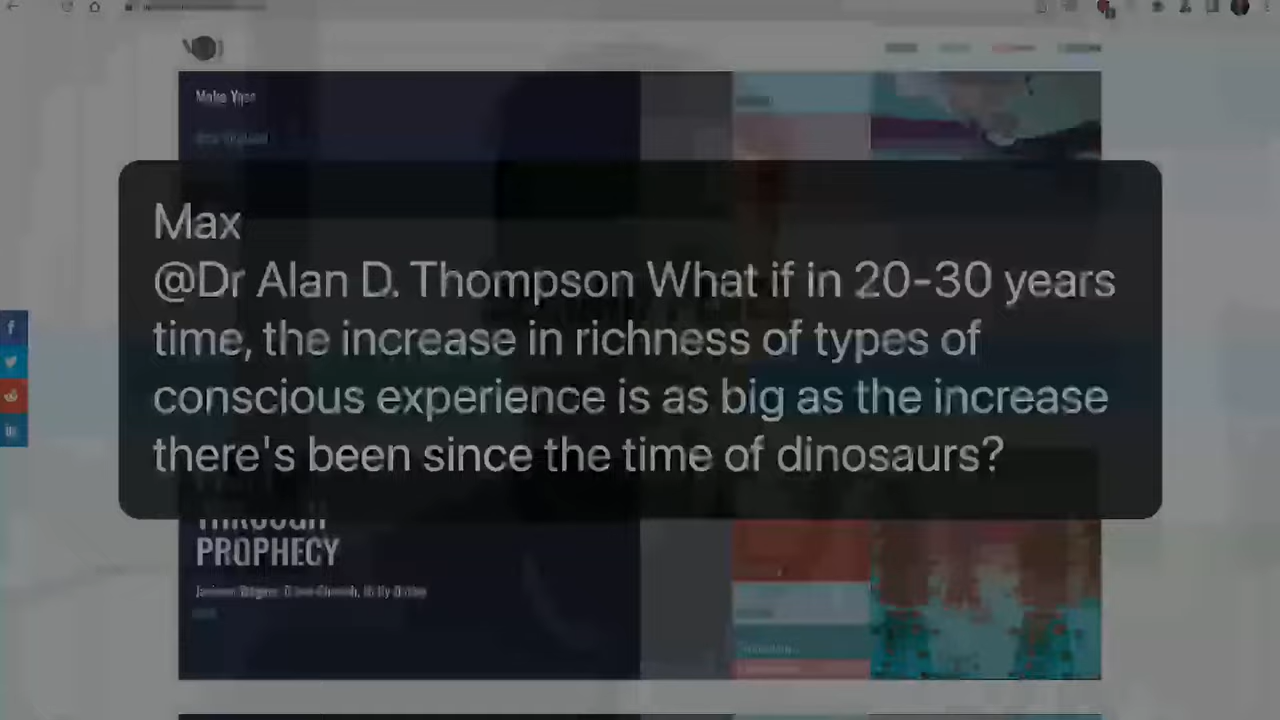 Max
@Dr Alan D. Thompson What if in 20-30 years
time, the increase in richness of types of
conscious experience is as big as the increase
there's been since the time of dinosaurs?
THROUGH
PROPHECY